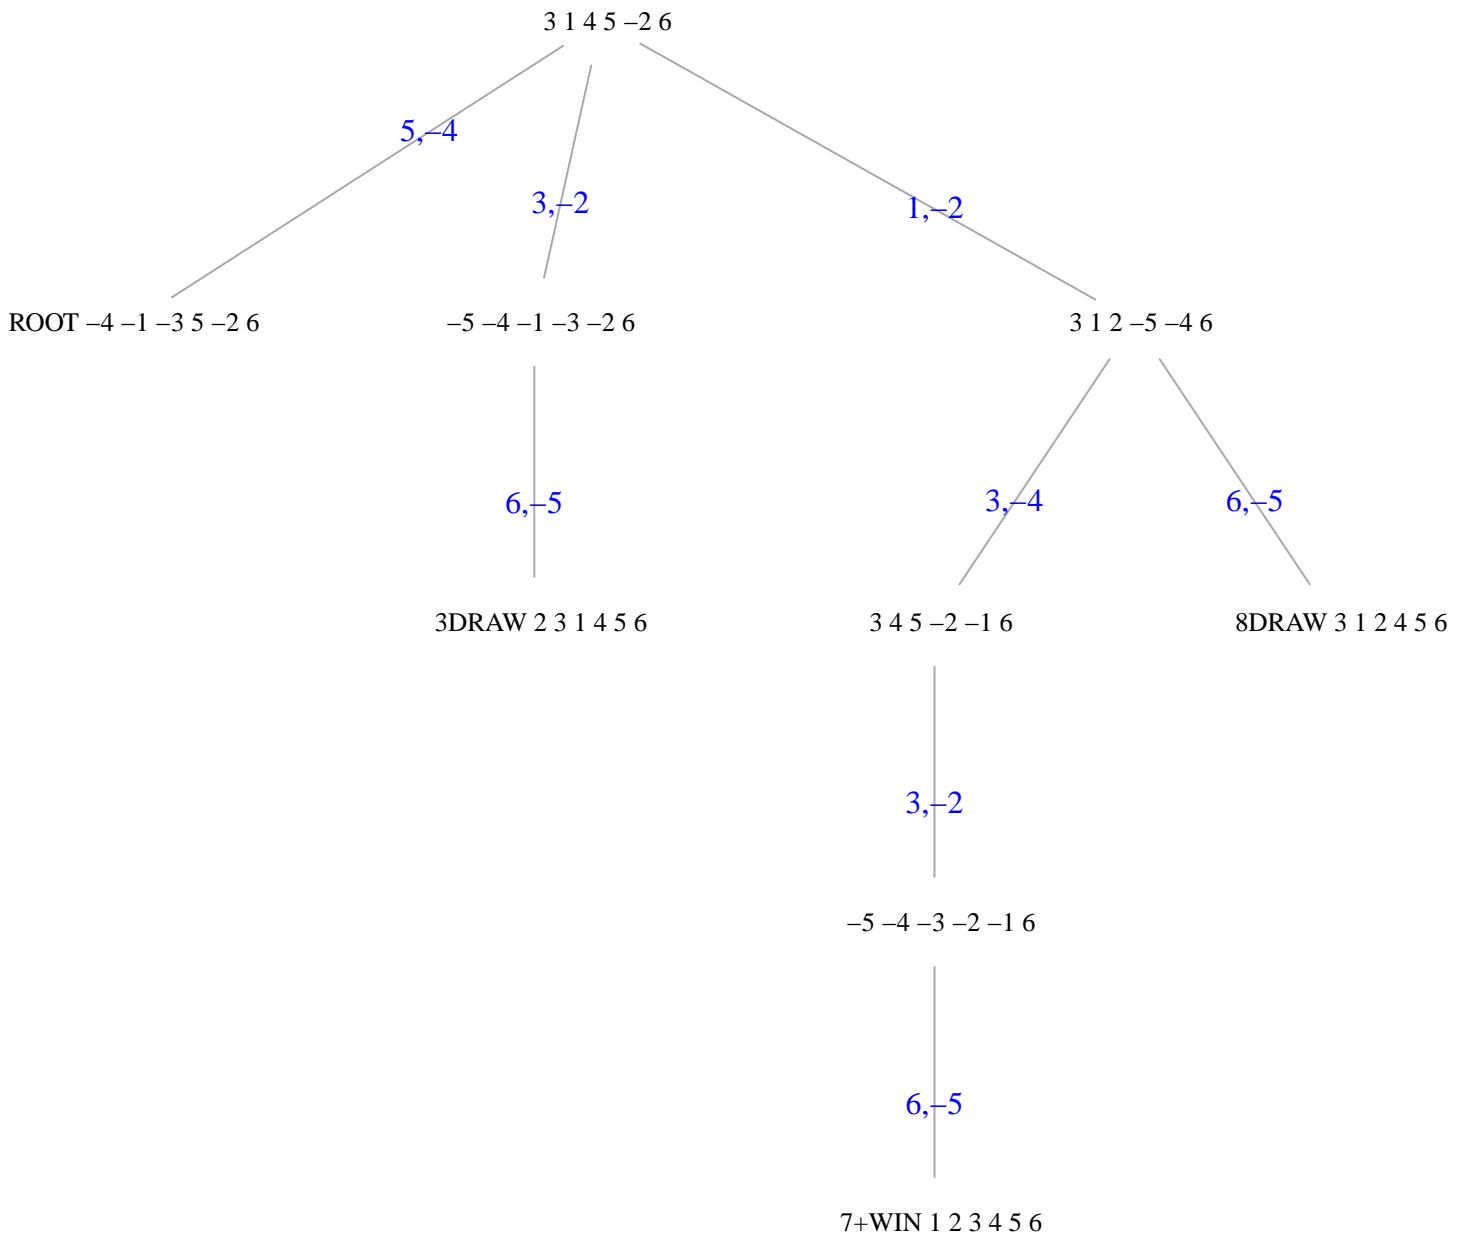 3 1 4 5 –2 6
5,–4
3,–2
1,–2
ROOT –4 –1 –3 5 –2 6
–5 –4 –1 –3 –2 6
3 1 2 –5 –4 6
6,–5
3,–4
6,–5
3DRAW 2 3 1 4 5 6
3 4 5 –2 –1 6
8DRAW 3 1 2 4 5 6
3,–2
–5 –4 –3 –2 –1 6
6,–5
7+WIN 1 2 3 4 5 6